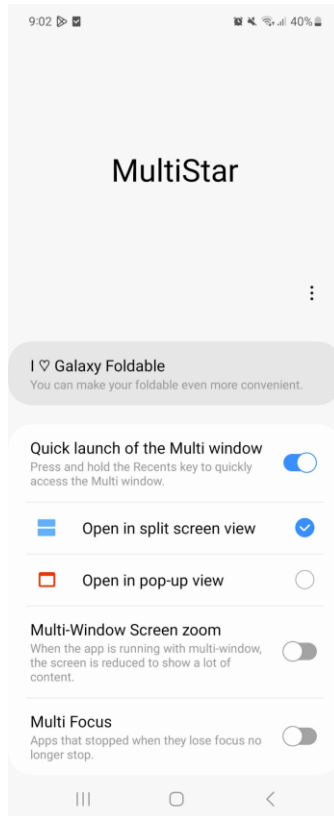 9:02 40%
MultiStar
I ♡ Galaxy Foldable
You can make your foldable even more convenient.
Quick launch of the Multi window
Press and hold the Recents key to quickly
access the Multi window.
Open in split screen view
Open in pop-up view
Multi-Window Screen zoom
When the app is running with multi-window,
the screen is reduced to show a lot of
content.
Multi Focus
Apps that stopped when they lose focus no
longer stop.